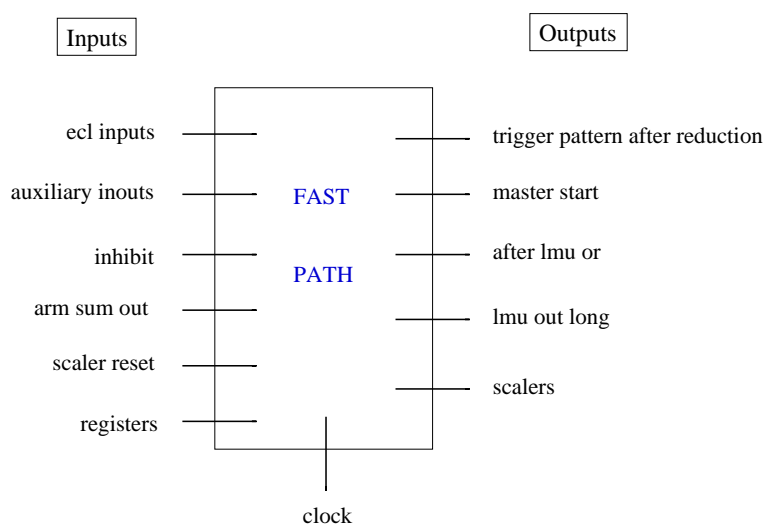 Inputs
Outputs
ecl inputs
auxiliary inouts
inhibit
arm sum out
scaler reset
registers
FAST
PATH
trigger pattern after reduction
master start
after lmu or
lmu out long
scalers
clock